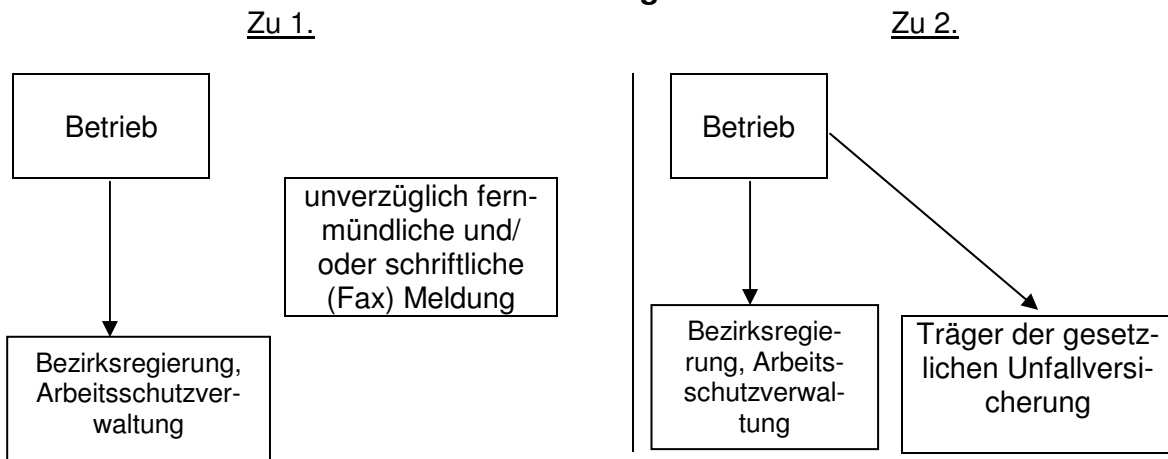 g
Zu 1.
Zu 2.
Betrieb
unverzüglich fern-
mündliche und/
oder schriftliche
(Fax) Meldung
Bezirksregierung,
Arbeitsschutzver-
waltung
Betrieb
Bezirksregie-
rung, Arbeits-
schutzverwal-
tung
Träger der gesetz-
lichen Unfallversi-
cherung